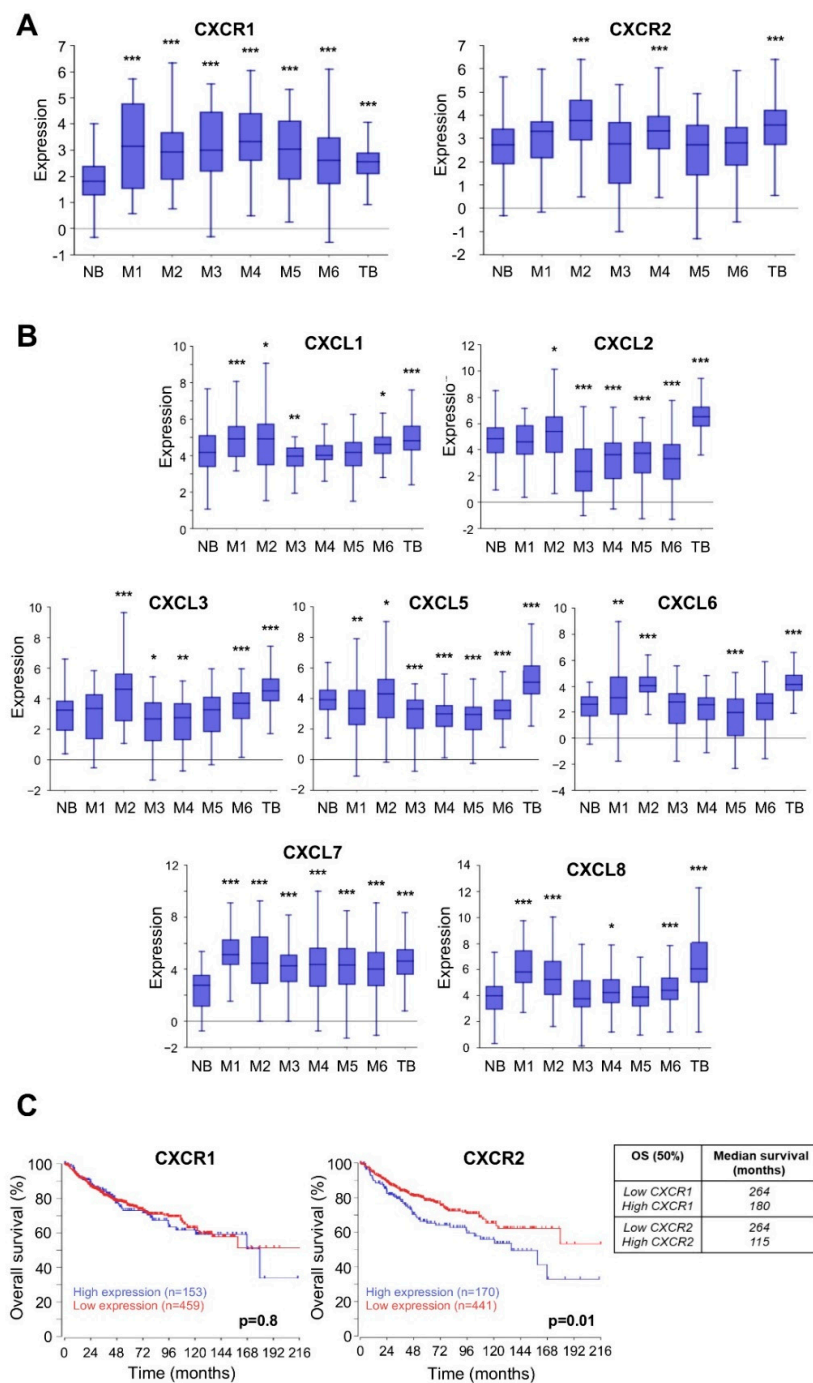 A
CXCR1
*** *** *** *** *** *** ***
Expression
7
6
5
4
3
2
1
0
-1
NB M1 M2 M3 M4 M5 M6 TB
CXCR2
*** *** ***
Expression
7
6
5
4
3
2
1
0
-1
-2
NB M1 M2 M3 M4 M5 M6 TB
B
CXCL1
*** * ** * ***
Expression
10
8
6
4
2
0
NB M1 M2 M3 M4 M5 M6 TB
CXCL2
* *** *** *** *** ***
Expressio
12
10
8
6
4
2
0
−2
NB M1 M2 M3 M4 M5 M6 TB
CXCL3
*** * ** *** ***
Expression
10
8
6
4
2
0
−2
NB M1 M2 M3 M4 M5 M6 TB
CXCL5
** * *** *** *** *** ***
10
8
6
4
2
0
−2
NB M1 M2 M3 M4 M5 M6 TB
CXCL6
** *** *** ***
10
8
6
4
2
0
−2
−4
NB M1 M2 M3 M4 M5 M6 TB
CXCL7
*** *** *** *** *** *** ***
Expression
12
8
4
0
−2
NB M1 M2 M3 M4 M5 M6 TB
CXCL8
*** *** * *** ***
Expression
14
12
10
8
6
4
2
0
NB M1 M2 M3 M4 M5 M6 TB
C
CXCR1
Overall survival (%)
100
80
60
40
20
0
High expression (n=153)
Low expression (n=459)
p=0.8
0 24 48 72 96 120 144 168 192 216
Time (months)
CXCR2
Overall survival (%)
100
80
60
40
20
0
High expression (n=170)
Low expression (n=441)
p=0.01
0 24 48 72 96 120 144 168 192 216
Time (months)
OS (50%) Median survival
(months)
Low CXCR1 264
High CXCR1 180
Low CXCR2 264
High CXCR2 115